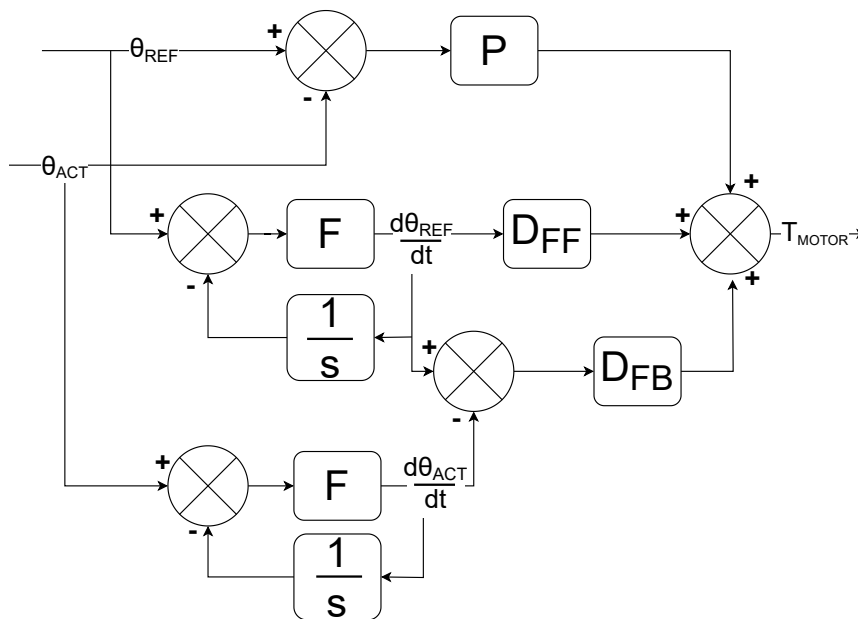 +
θREF
P
-
+
θACT
+
+
TMOTOR
-
F
dθREF
dt
DFF
+
-
1
s
+
DFB
-
+
F
dθACT
dt
-
1
s